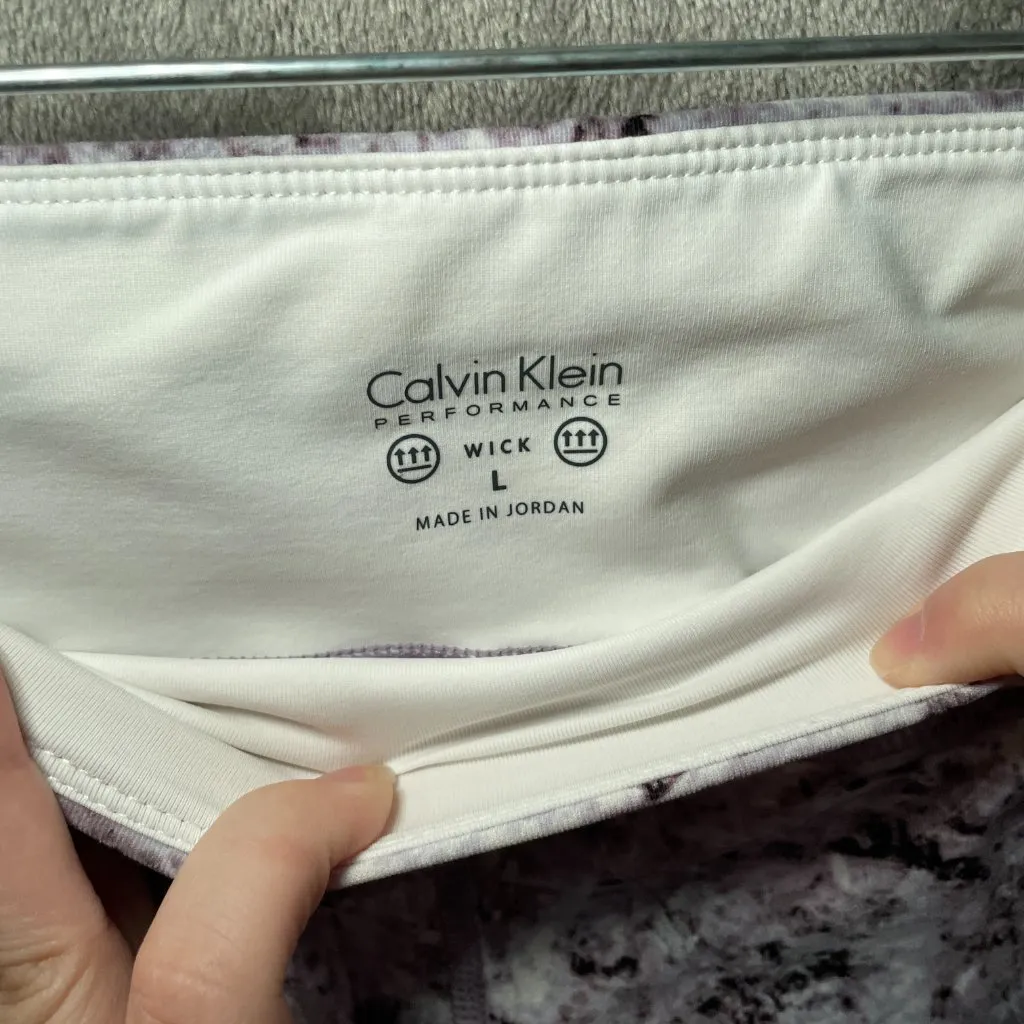 Calvin Klein
PERFORMANCE
WICK
L
MADE IN JORDAN